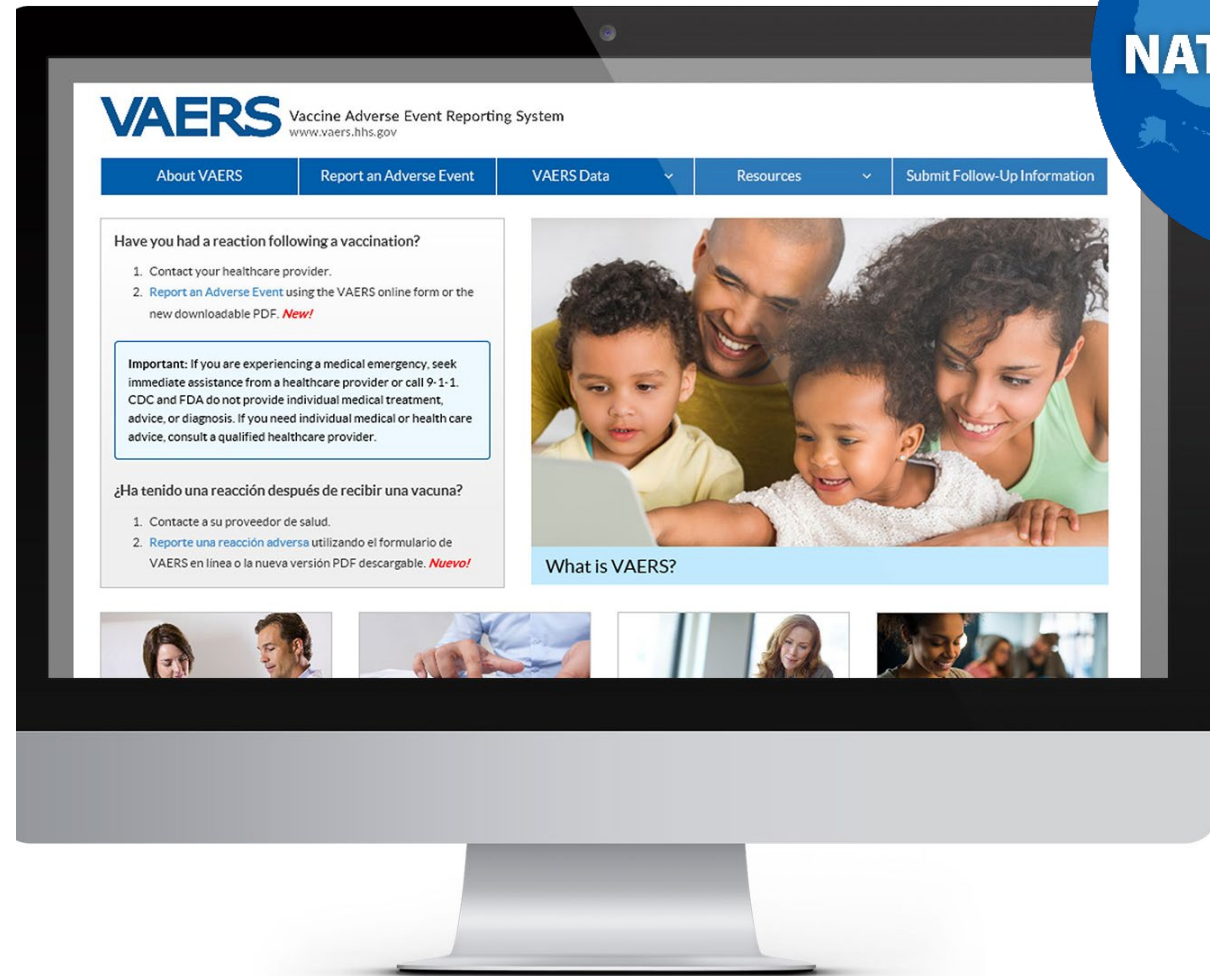 NAT
VAERS Vaccine Adverse Event Reporting System
www.vaers.hhs.gov
About VAERS Report an Adverse Event VAERS Data Resources Submit Follow-Up Information
Have you had a reaction following a vaccination?
1. Contact your healthcare provider.
2. Report an Adverse Event using the VAERS online form or the
new downloadable PDF. New!
Important: If you are experiencing a medical emergency, seek
immediate assistance from a healthcare provider or call 9-1-1.
CDC and FDA do not provide individual medical treatment,
advice, or diagnosis. If you need individual medical or health care
advice, consult a qualified healthcare provider.
¿Ha tenido una reacción después de recibir una vacuna?
1. Contacte a su proveedor de salud.
2. Reporte una reacción adversa utilizando el formulario de
VAERS en línea o la nueva versión PDF descargable. Nuevo!
What is VAERS?